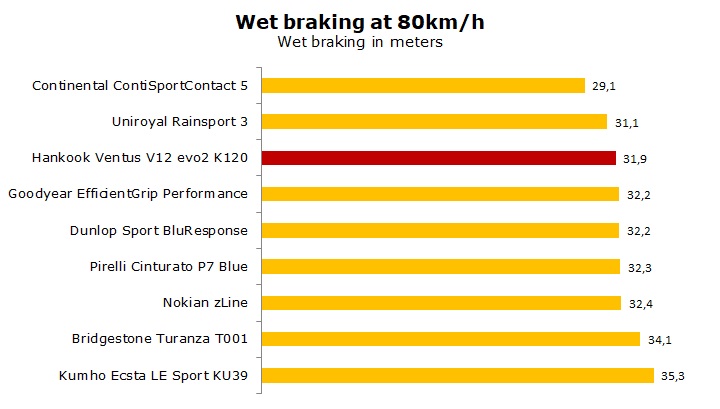 Wet braking at 80km/h
Wet braking in meters
Continental ContiSportContact 5 29,1
Uniroyal Rainsport 3 31,1
Hankook Ventus V12 evo2 K120 31,9
Goodyear EfficientGrip Performance 32,2
Dunlop Sport BluResponse 32,2
Pirelli Cinturato P7 Blue 32,3
Nokian zLine 32,4
Bridgestone Turanza T001 34,1
Kumho Ecsta LE Sport KU39 35,3